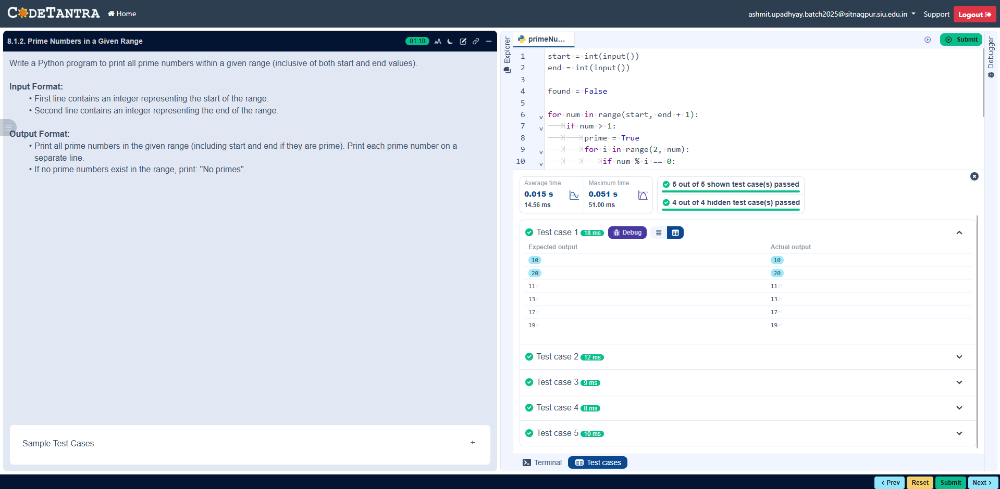 CODETANTRA
Home
ashmit.upadhyay.batch2025@sitnagpur.siu.edu.in
Support
Logout
8.1.2. Prime Numbers in a Given Range
01:10
Write a Python program to print all prime numbers within a given range (inclusive of both start and end values).
Input Format:
• First line contains an integer representing the start of the range.
• Second line contains an integer representing the end of the range.
Output Format:
• Print all prime numbers in the given range (including start and end if they are prime). Print each prime number on a
separate line.
• If no prime numbers exist in the range, print: "No primes".
Sample Test Cases
+
Explorer
primeNu...
Submit
Debugger
1 start = int(input())
2 end = int(input())
3
4 found = False
5
6 for num in range(start, end + 1):
7 if num > 1:
8 prime = True
9 for i in range(2, num):
10 if num % i == 0:
Average time
0.015 s
14.56 ms
Maximum time
0.051 s
51.00 ms
5 out of 5 shown test case(s) passed
4 out of 4 hidden test case(s) passed
Test case 1 18 ms Debug
Expected output Actual output
10 10
20 20
11 11
13 13
17 17
19 19
Test case 2 12 ms
Test case 3 9 ms
Test case 4 8 ms
Test case 5 10 ms
Terminal
Test cases
< Prev
Reset
Submit
Next >